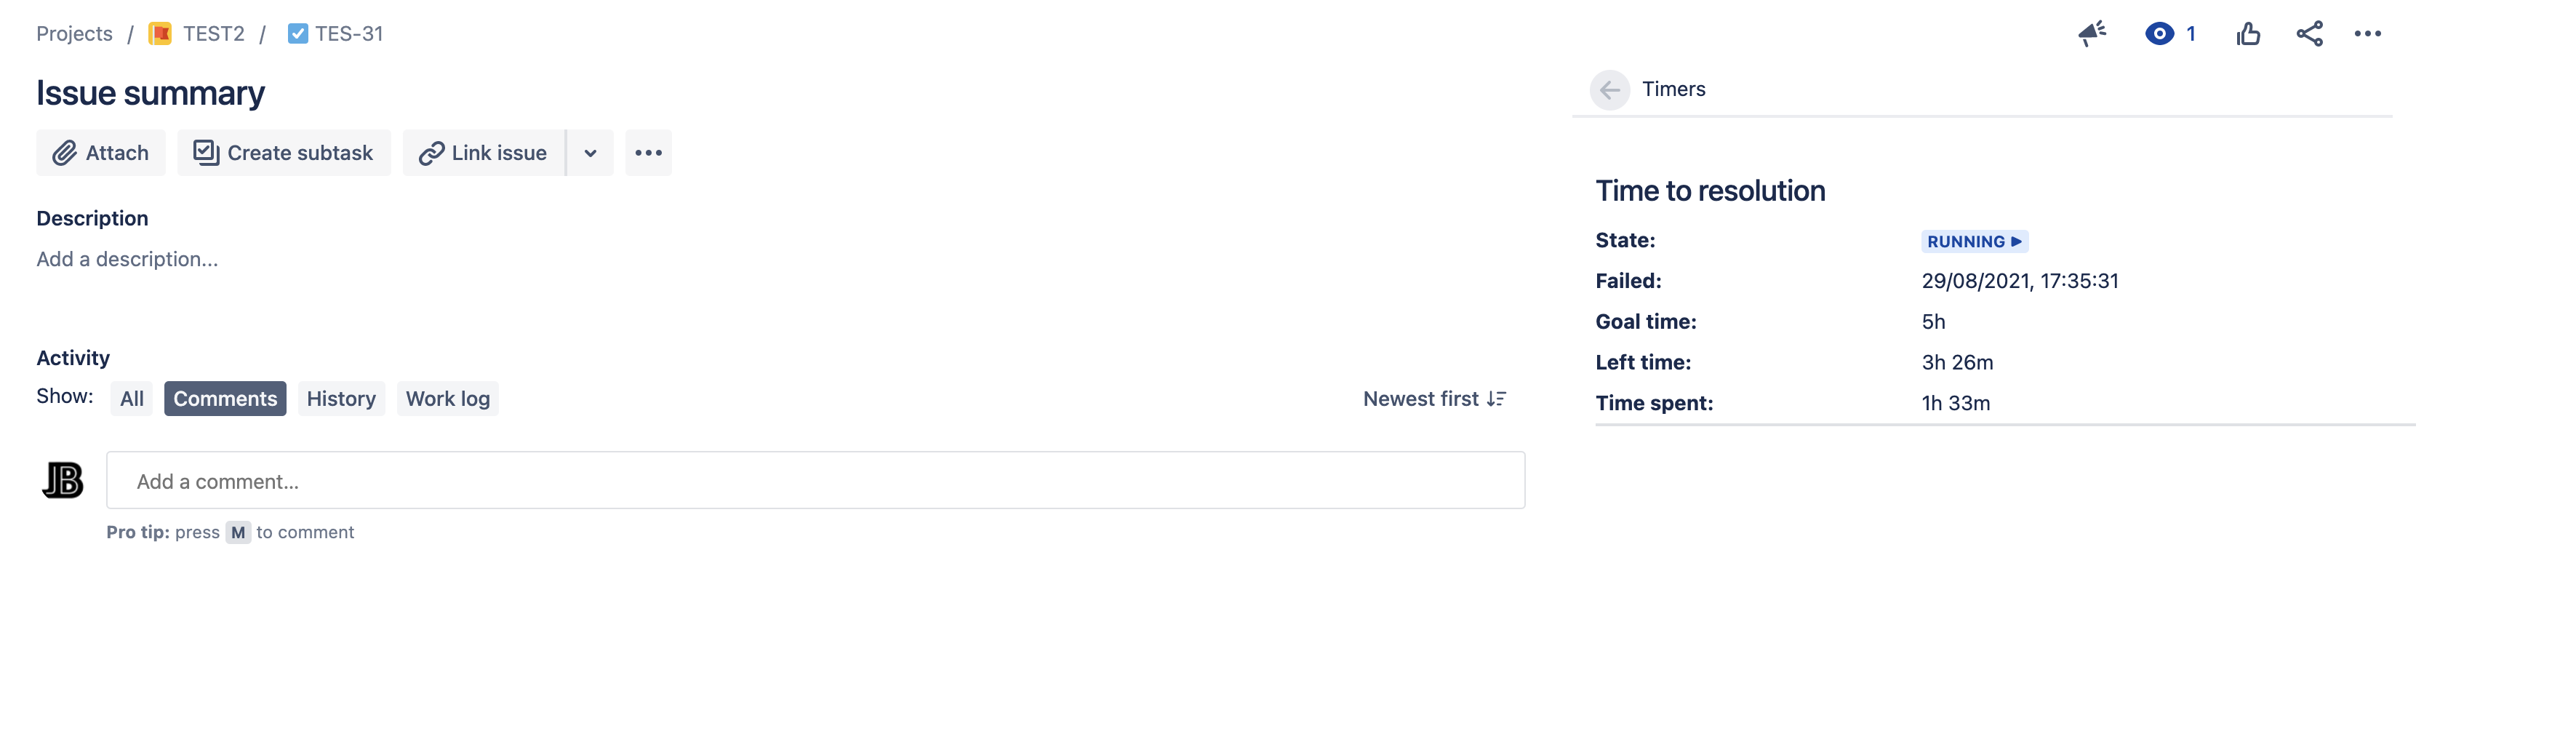 Projects / TEST2 / TES-31
1
Issue summary
Attach
Create subtask
Link issue
Description
Add a description...
Activity
Show:
All
Comments
History
Work log
Newest first
JB
Add a comment...
Pro tip: press M to comment
Timers
Time to resolution
State: RUNNING
Failed: 29/08/2021, 17:35:31
Goal time: 5h
Left time: 3h 26m
Time spent: 1h 33m